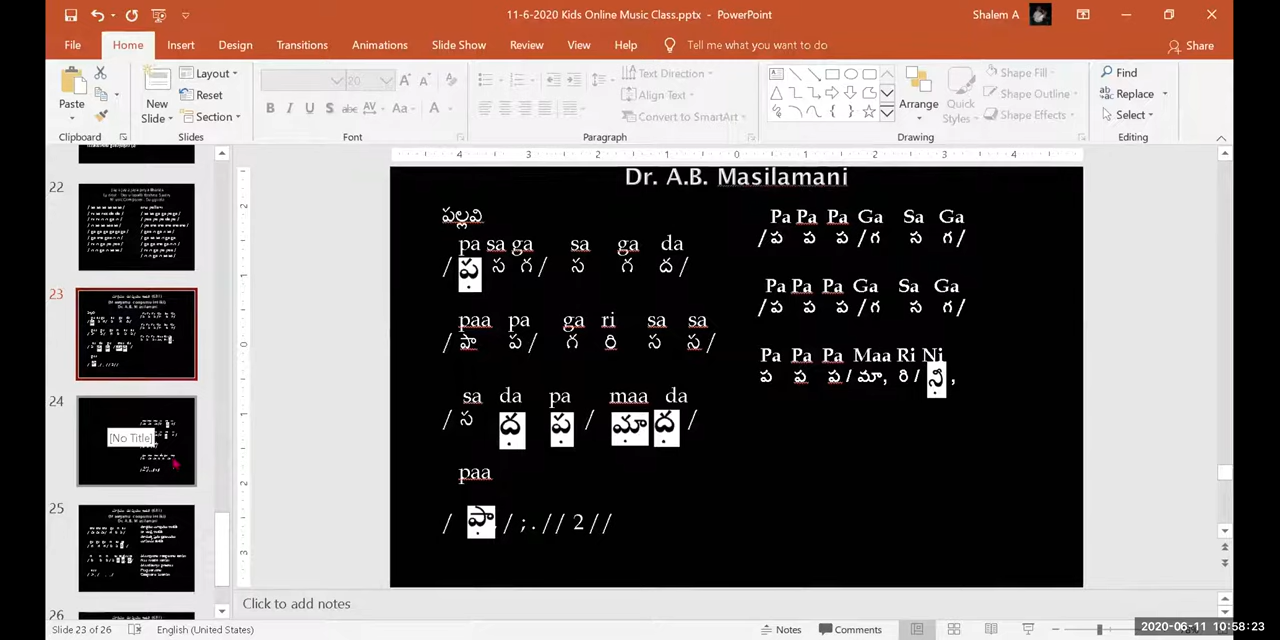 11-6-2020 Kids Online Music Class.pptx - PowerPoint
Shalem A
File Home Insert Design Transitions Animations Slide Show Review View Help Tell me what you want to do Share
Paste
Clipboard
New Slide
Layout
Reset
Section
Slides
20
Font
Text Direction
Align Text
Convert to SmartArt
Paragraph
Arrange
Quick Styles
Drawing
Shape Fill
Shape Outline
Shape Effects
Find
Replace
Select
Editing
22
23
24
[No Title]
25
26
Dr. A.B. Masilamani
పల్లవి
pa sa ga sa ga da
/ ప స గ / స గ ద /
paa pa ga ri sa sa
/ పా ప / గ రి స స /
sa da pa maa da
/ స ద ప / మా ద /
paa
/ పా / ; . // 2 //
Pa Pa Pa Ga Sa Ga
/ ప ప ప / గ స గ /
Pa Pa Pa Ga Sa Ga
/ ప ప ప / గ స గ /
Pa Pa Pa Maa Ri Ni
ప ప ప / మా, రి / ని ,
Click to add notes
Slide 23 of 26 English (United States) Notes Comments
2020-06-11 10:58:23